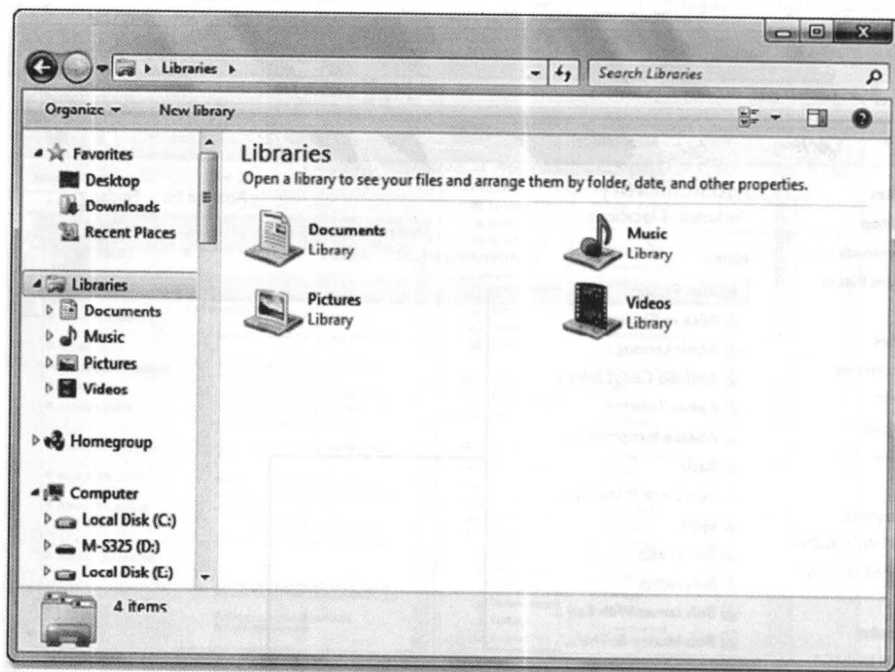 Libraries
Search Libraries
Organize
New library
Favorites
Desktop
Downloads
Recent Places
Libraries
Documents
Music
Pictures
Videos
Homegroup
Computer
Local Disk (C:)
M-S325 (D:)
Local Disk (E:)
Libraries
Open a library to see your files and arrange them by folder, date, and other properties.
Documents
Library
Music
Library
Pictures
Library
Videos
Library
4 items